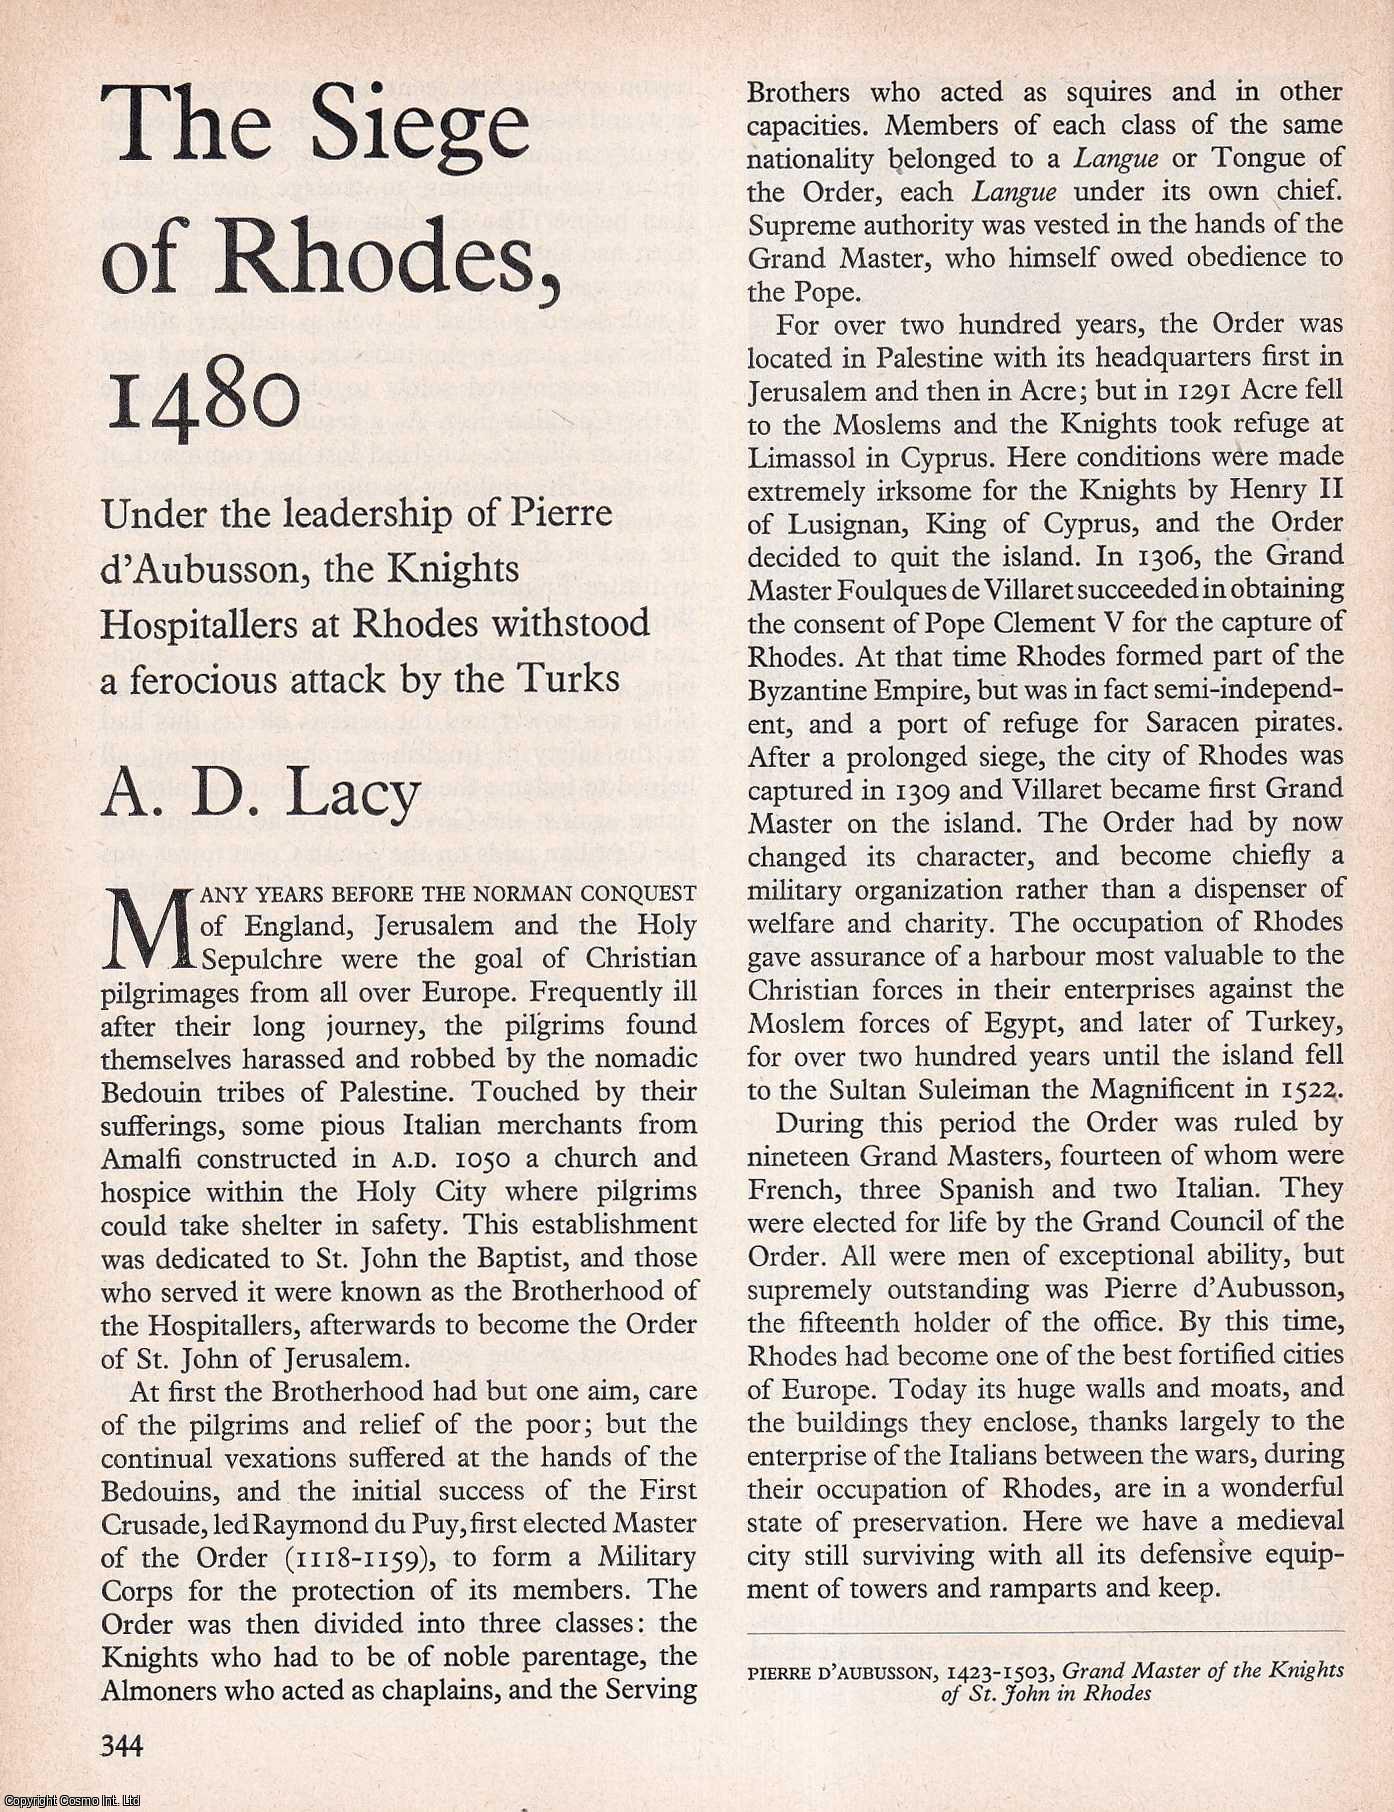 The Siege
of Rhodes,
1480
Under the leadership of Pierre
d'Aubusson, the Knights
Hospitallers at Rhodes withstood
a ferocious attack by the Turks
A. D. Lacy
MANY YEARS BEFORE THE NORMAN CONQUEST
of England, Jerusalem and the Holy
Sepulchre were the goal of Christian
pilgrimages from all over Europe. Frequently ill
after their long journey, the pilgrims found
themselves harassed and robbed by the nomadic
Bedouin tribes of Palestine. Touched by their
sufferings, some pious Italian merchants from
Amalfi constructed in A.D. 1050 a church and
hospice within the Holy City where pilgrims
could take shelter in safety. This establishment
was dedicated to St. John the Baptist, and those
who served it were known as the Brotherhood of
the Hospitallers, afterwards to become the Order
of St. John of Jerusalem.
At first the Brotherhood had but one aim, care
of the pilgrims and relief of the poor; but the
continual vexations suffered at the hands of the
Bedouins, and the initial success of the First
Crusade, led Raymond du Puy, first elected Master
of the Order (1118-1159), to form a Military
Corps for the protection of its members. The
Order was then divided into three classes: the
Knights who had to be of noble parentage, the
Almoners who acted as chaplains, and the Serving
Brothers who acted as squires and in other
capacities. Members of each class of the same
nationality belonged to a Langue or Tongue of
the Order, each Langue under its own chief.
Supreme authority was vested in the hands of the
Grand Master, who himself owed obedience to
the Pope.
For over two hundred years, the Order was
located in Palestine with its headquarters first in
Jerusalem and then in Acre; but in 1291 Acre fell
to the Moslems and the Knights took refuge at
Limassol in Cyprus. Here conditions were made
extremely irksome for the Knights by Henry II
of Lusignan, King of Cyprus, and the Order
decided to quit the island. In 1306, the Grand
Master Foulques de Villaret succeeded in obtaining
the consent of Pope Clement V for the capture of
Rhodes. At that time Rhodes formed part of the
Byzantine Empire, but was in fact semi-independ-
ent, and a port of refuge for Saracen pirates.
After a prolonged siege, the city of Rhodes was
captured in 1309 and Villaret became first Grand
Master on the island. The Order had by now
changed its character, and become chiefly a
military organization rather than a dispenser of
welfare and charity. The occupation of Rhodes
gave assurance of a harbour most valuable to the
Christian forces in their enterprises against the
Moslem forces of Egypt, and later of Turkey,
for over two hundred years until the island fell
to the Sultan Suleiman the Magnificent in 1522.
During this period the Order was ruled by
nineteen Grand Masters, fourteen of whom were
French, three Spanish and two Italian. They
were elected for life by the Grand Council of the
Order. All were men of exceptional ability, but
supremely outstanding was Pierre d'Aubusson,
the fifteenth holder of the office. By this time,
Rhodes had become one of the best fortified cities
of Europe. Today its huge walls and moats, and
the buildings they enclose, thanks largely to the
enterprise of the Italians between the wars, during
their occupation of Rhodes, are in a wonderful
state of preservation. Here we have a medieval
city still surviving with all its defensive equip-
ment of towers and ramparts and keep.
PIERRE D'AUBUSSON, 1423-1503, Grand Master of the Knights
of St. John in Rhodes
344
Copyright Cosmo Int. Ltd